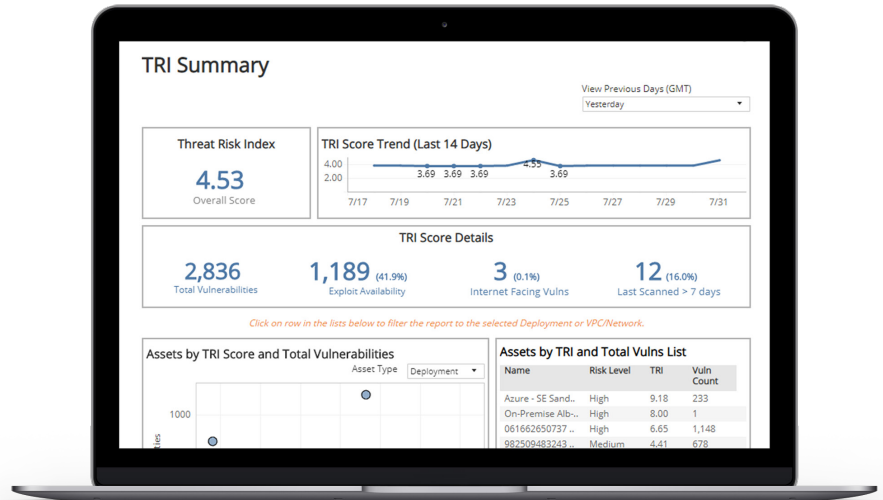 TRI Summary
View Previous Days (GMT)
Yesterday
Threat Risk Index
4.53
Overall Score
TRI Score Trend (Last 14 Days)
4.00
2.00
3.69 3.69 3.69 4.55 3.69
7/17 7/19 7/21 7/23 7/25 7/27 7/29 7/31
TRI Score Details
2,836
Total Vulnerabilities
1,189 (41.9%)
Exploit Availability
3 (0.1%)
Internet Facing Vulns
12 (16.0%)
Last Scanned > 7 days
Click on row in the lists below to filter the report to the selected Deployment or VPC/Network.
Assets by TRI Score and Total Vulnerabilities
Asset Type Deployment
1000
ties
Assets by TRI and Total Vulns List
Name Risk Level TRI Vuln
Count
Azure - SE Sand.. High 9.18 233
On-Premise Alb-.. High 8.00 1
061662650737 .. High 6.65 1,148
982509483243 .. Medium 4.41 678